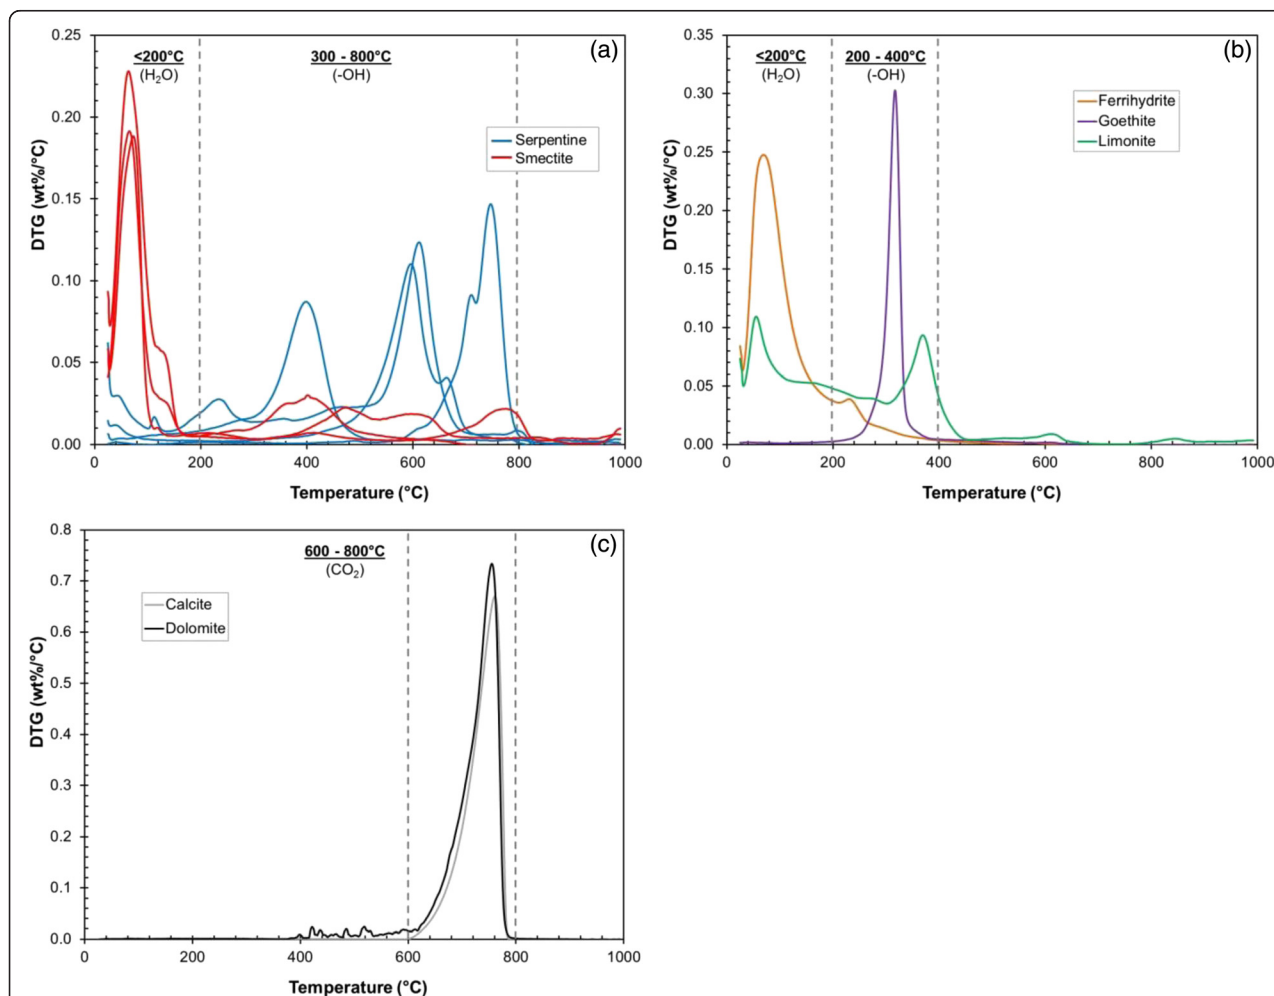 (a)
<200°C
(H₂O)
300 - 800°C
(-OH)
Serpentine
Smectite
0.25
0.20
0.15
0.10
0.05
0.00
DTG (wt%/°C)
0 200 400 600 800 1000
Temperature (°C)
(b)
<200°C
(H₂O)
200 - 400°C
(-OH)
Ferrihydrite
Goethite
Limonite
0.35
0.30
0.25
0.20
0.15
0.10
0.05
0.00
DTG (wt%/°C)
0 200 400 600 800 1000
Temperature (°C)
(c)
600 - 800°C
(CO₂)
Calcite
Dolomite
0.8
0.7
0.6
0.5
0.4
0.3
0.2
0.1
0.0
DTG (wt%/°C)
0 200 400 600 800 1000
Temperature (°C)